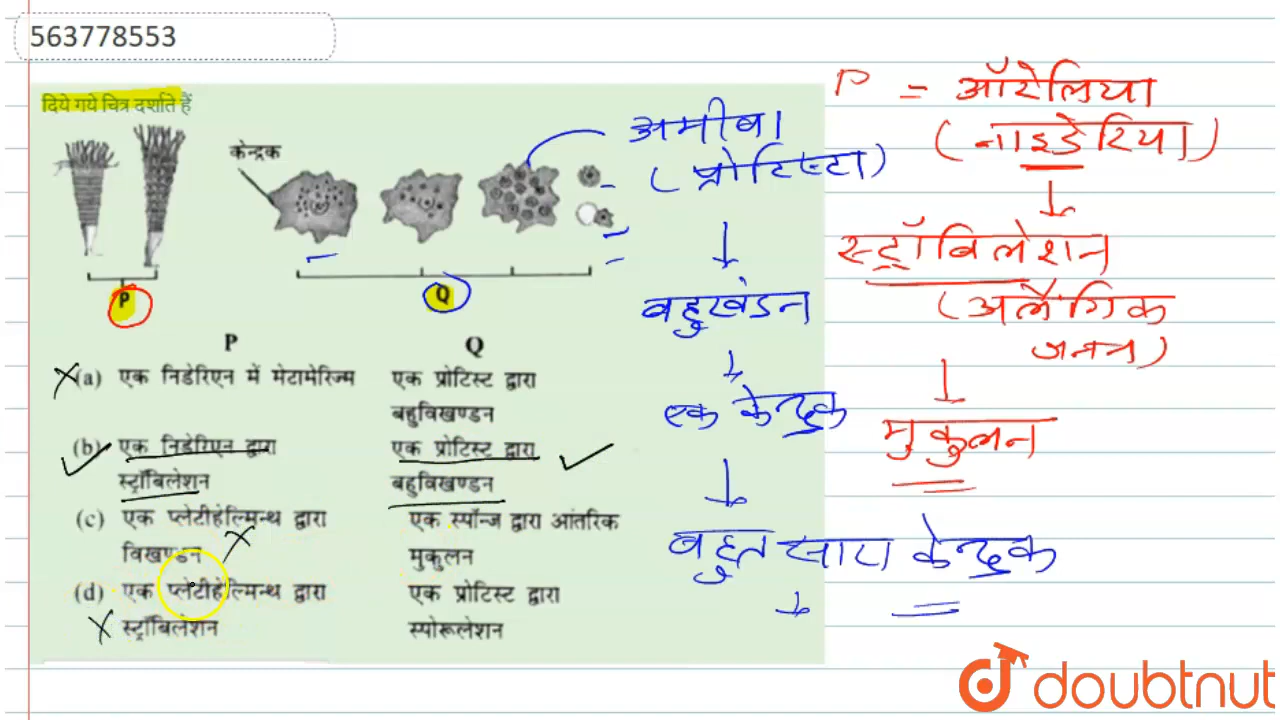 563778553
दिये गये चित्र दर्शाते हैं
केन्द्रक
P
Q
P Q
(a) एक निडेरिएन में मेटामेरिज्म एक प्रोटिस्ट द्वारा
बहुविखण्डन
(b) एक निडेरिएन द्वारा एक प्रोटिस्ट द्वारा
स्ट्रॉबिलेशन बहुविखण्डन
(c) एक प्लेटीहेल्मिन्थ द्वारा एक स्पॉन्ज द्वारा आंतरिक
विखण्डन मुकुलन
(d) एक प्लेटीहेल्मिन्थ द्वारा एक प्रोटिस्ट द्वारा
स्ट्रॉबिलेशन स्पोरूलेशन
अमीबा
(प्रोटिस्टा)
↓
बहुखंडन
↓
एक केन्द्रक
↓
बहुत सारा केन्द्रक
↓
P = ऑरेलिया
(नाइडेरिया)
↓
स्ट्रॉबिलेशन
(अलैंगिक
जनन)
↓
मुकुलन
doubtnut